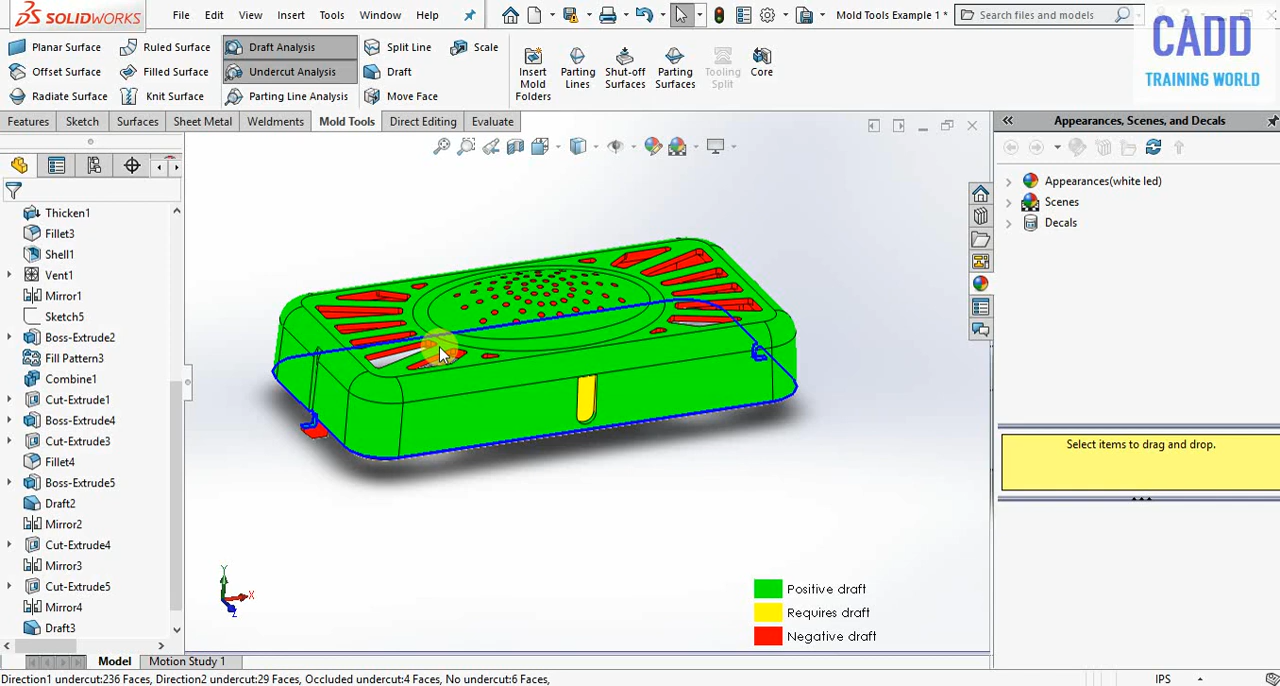 SOLIDWORKS File Edit View Insert Tools Window Help Mold Tools Example 1 * Search files and models
CADD
TRAINING WORLD
Planar Surface Ruled Surface Draft Analysis Split Line Scale
Offset Surface Filled Surface Undercut Analysis Draft
Radiate Surface Knit Surface Parting Line Analysis Move Face
Insert Mold Folders
Parting Lines
Shut-off Surfaces
Parting Surfaces
Tooling Split
Core
Features Sketch Surfaces Sheet Metal Weldments Mold Tools Direct Editing Evaluate
Appearances, Scenes, and Decals
Appearances(white led)
Scenes
Decals
Select items to drag and drop.
Thicken1
Fillet3
Shell1
Vent1
Mirror1
Sketch5
Boss-Extrude2
Fill Pattern3
Combine1
Cut-Extrude1
Boss-Extrude4
Cut-Extrude3
Fillet4
Boss-Extrude5
Draft2
Mirror2
Cut-Extrude4
Mirror3
Cut-Extrude5
Mirror4
Draft3
Y
X
Z
Positive draft
Requires draft
Negative draft
Model Motion Study 1
Direction1 undercut:236 Faces, Direction2 undercut:29 Faces, Occluded undercut:4 Faces, No undercut:6 Faces, IPS